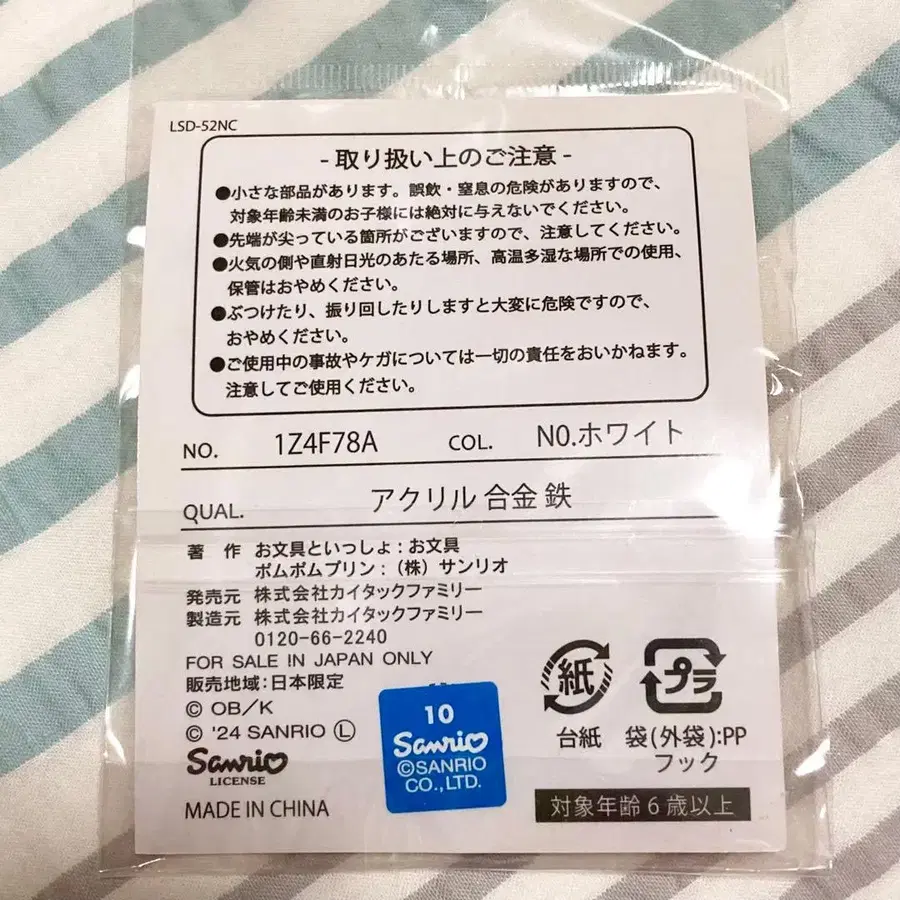 LSD-52NC
- 取り扱い上のご注意 -
●小さな部品があります。誤飲・窒息の危険がありますので、
対象年齢未満のお子様には絶対に与えないでください。
●先端が尖っている箇所がございますので、注意してください。
●火気の側や直射日光のあたる場所、高温多湿な場所での使用、
保管はおやめください。
●ぶつけたり、振り回したりしますと大変に危険ですので、
おやめください。
●ご使用中の事故やケガについては一切の責任をおいかねます。
注意してご使用ください。
NO. 1Z4F78A COL. N0.ホワイト
QUAL. アクリル 合金 鉄
著 作 お文具といっしょ:お文具
ポムポムプリン:(株)サンリオ
発売元 株式会社カイタックファミリー
製造元 株式会社カイタックファミリー
0120-66-2240
FOR SALE IN JAPAN ONLY
販売地域:日本限定
© OB/K
© '24 SANRIO Ⓛ
Sanrio
LICENSE
MADE IN CHINA
10
Sanrio
©SANRIO
CO.,LTD.
紙
台紙
プラ
袋(外袋):PP
フック
対象年齢6歳以上